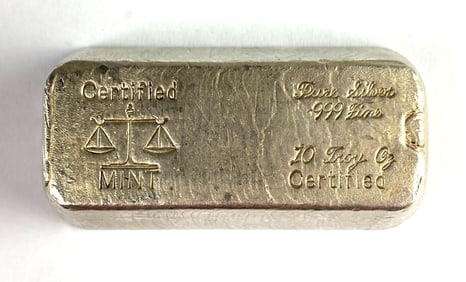 Certified
MINT
Pure Silver
999 Fine
10 Troy Oz
Certified